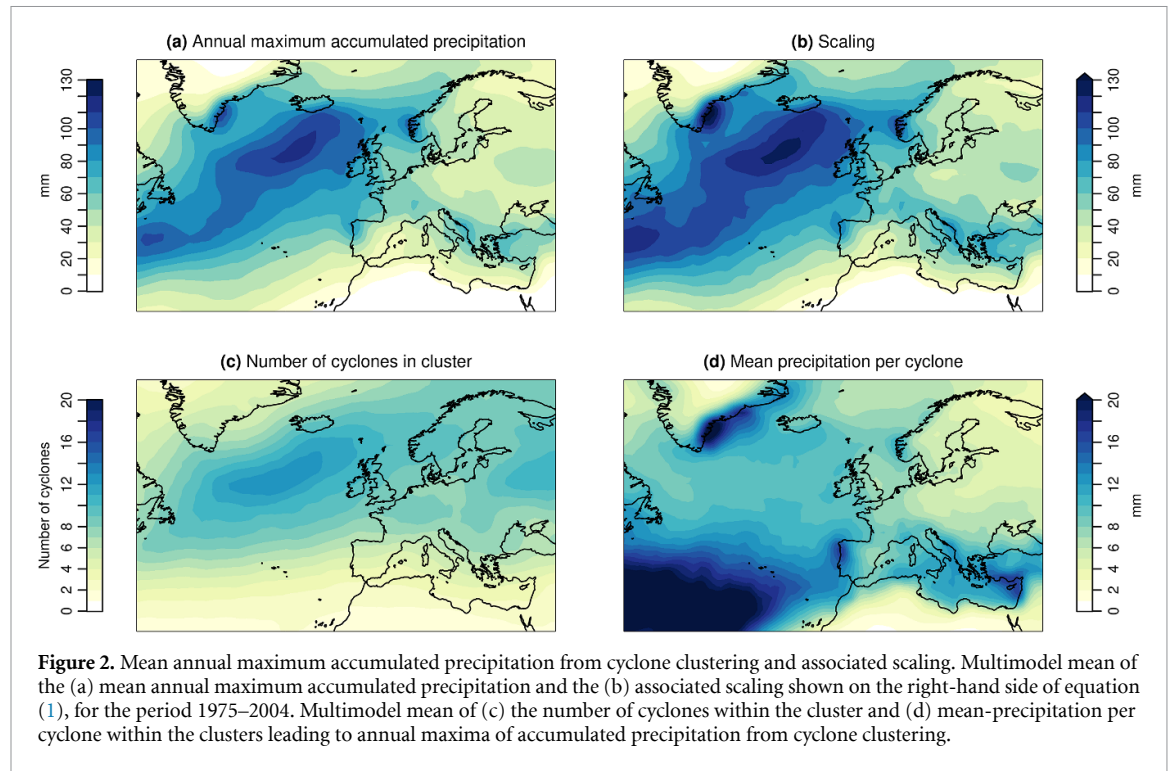 (a) Annual maximum accumulated precipitation
(b) Scaling
130
100
80
60
40
20
0
mm
130
100
80
60
40
20
0
mm
(c) Number of cyclones in cluster
(d) Mean precipitation per cyclone
20
16
12
8
6
4
2
0
Number of cyclones
20
16
12
8
6
4
2
0
mm
Figure 2. Mean annual maximum accumulated precipitation from cyclone clustering and associated scaling. Multimodel mean of
the (a) mean annual maximum accumulated precipitation and the (b) associated scaling shown on the right-hand side of equation
(1), for the period 1975–2004. Multimodel mean of (c) the number of cyclones within the cluster and (d) mean-precipitation per
cyclone within the clusters leading to annual maxima of accumulated precipitation from cyclone clustering.